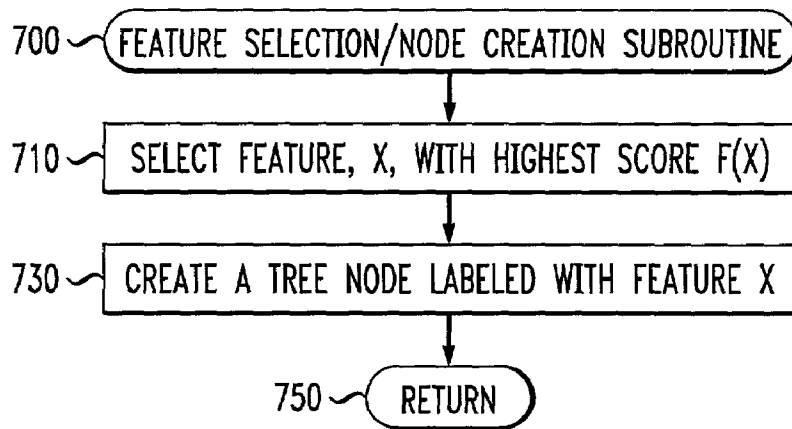 700 FEATURE SELECTION/NODE CREATION SUBROUTINE
710 SELECT FEATURE, X, WITH HIGHEST SCORE F(X)
730 CREATE A TREE NODE LABELED WITH FEATURE X
750 RETURN